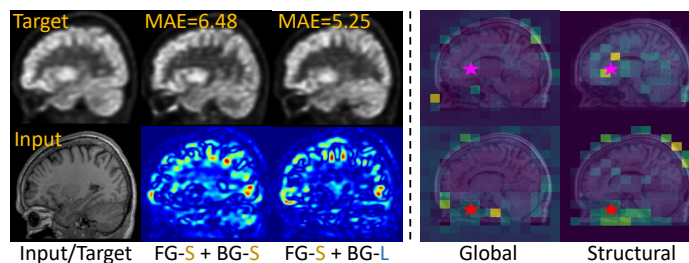 Target
MAE=6.48
MAE=5.25
Input
Input/Target
FG-S + BG-S
FG-S + BG-L
Global
Structural